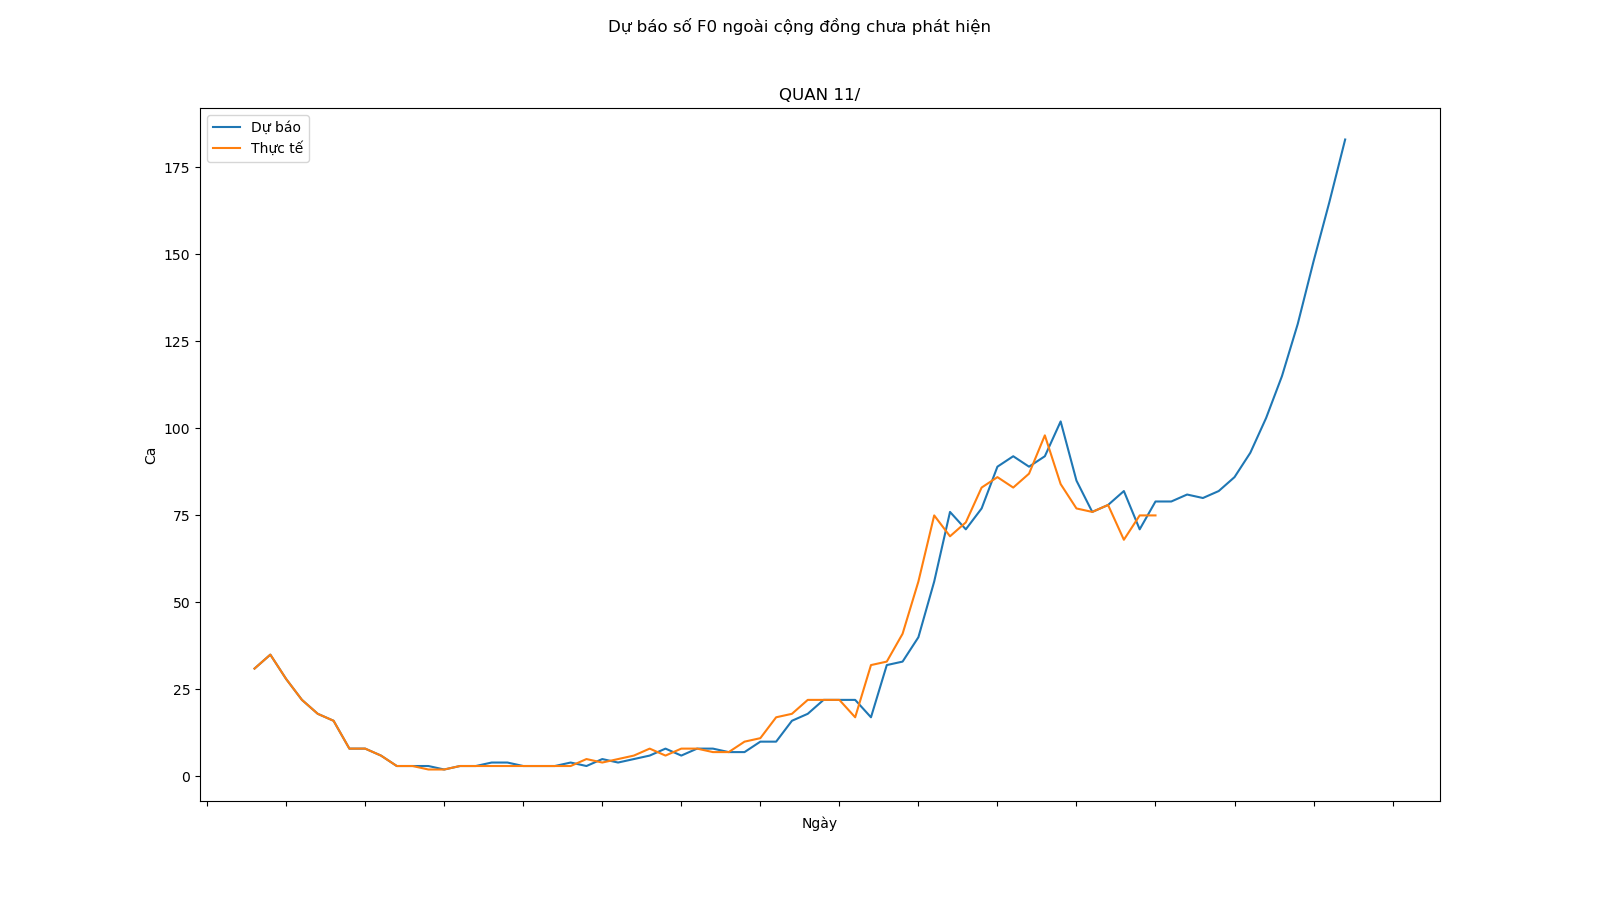 Dự báo số F0 ngoài cộng đồng chưa phát hiện
QUAN 11/
Dự báo
Thực tế
175
150
125
100
75
50
25
0
Ca
Ngày